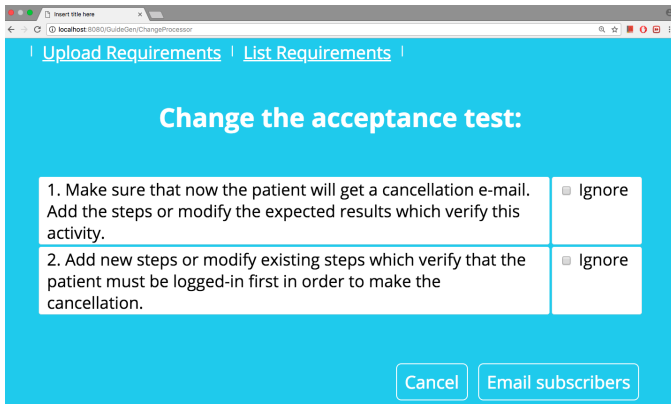 Insert title here
localhost:8080/GuideGen/ChangeProcessor
| Upload Requirements | List Requirements |
Change the acceptance test:
1. Make sure that now the patient will get a cancellation e-mail. Ignore
Add the steps or modify the expected results which verify this
activity.
2. Add new steps or modify existing steps which verify that the Ignore
patient must be logged-in first in order to make the
cancellation.
Cancel Email subscribers